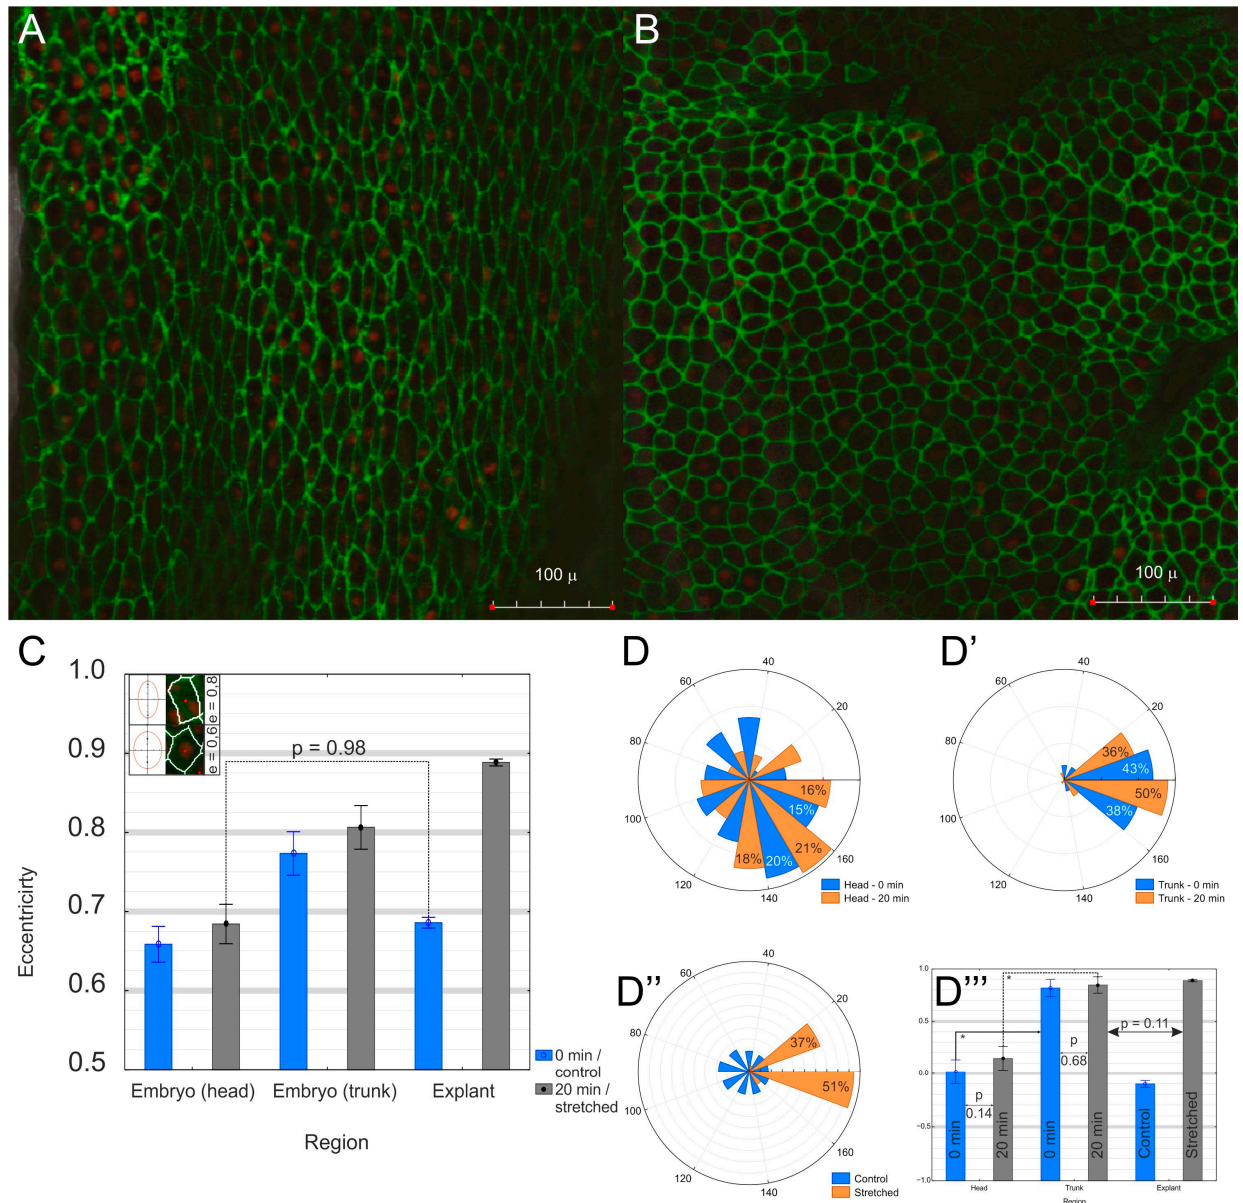 A
B
100 µ
100 µ
C
1.0
0.9
0.8
0.7
0.6
0.5
Eccentricirty
e = 0,6
e = 0,8
p = 0.98
Embryo (head)
Embryo (trunk)
Explant
Region
0 min /
control
20 min /
stretched
D
40
60
20
80
100
160
120
140
16%
15%
21%
20%
18%
Head - 0 min
Head - 20 min
D'
40
60
20
80
100
160
120
140
36%
43%
50%
38%
Trunk - 0 min
Trunk - 20 min
D''
40
60
20
80
100
160
120
140
37%
51%
Control
Stretched
D'''
1.0
0.5
0.0
−0.5
−1.0
*
*
p
0.14
p
0.68
p = 0.11
0 min
20 min
0 min
20 min
Control
Stretched
Head
Trunk
Explant
Region